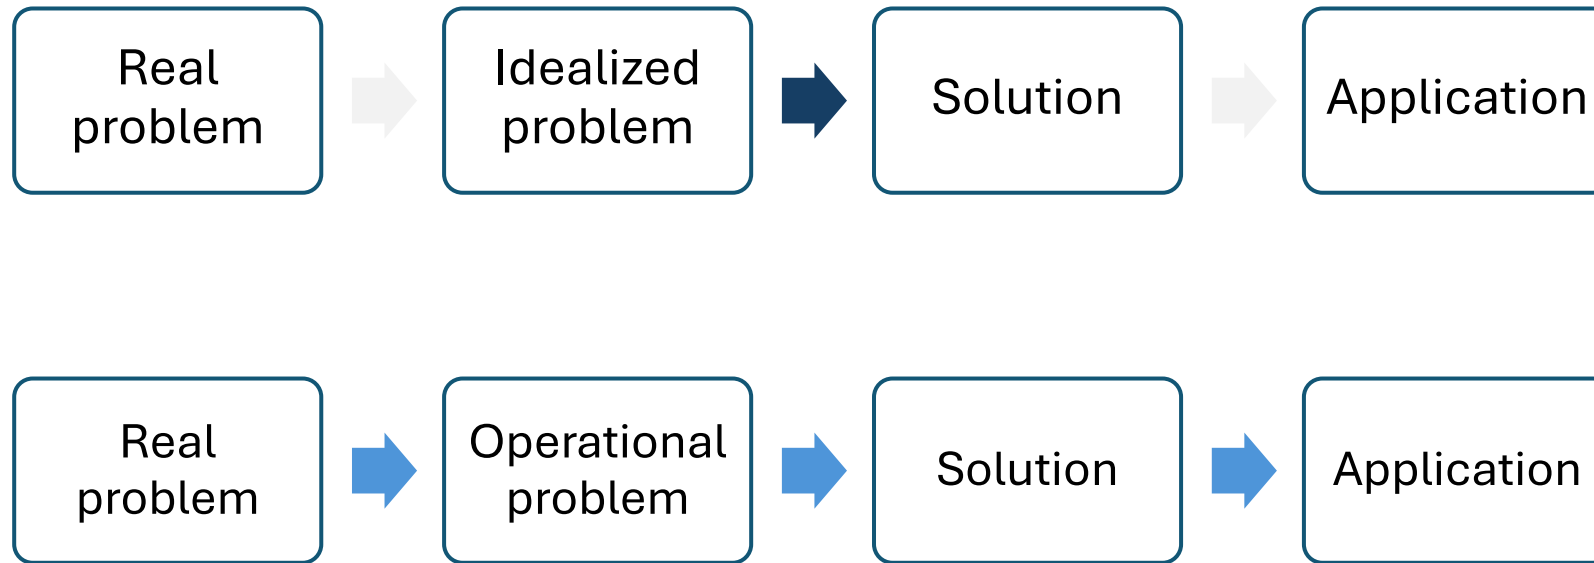 Real
problem
Idealized
problem
Solution
Application
Real
problem
Operational
problem
Solution
Application